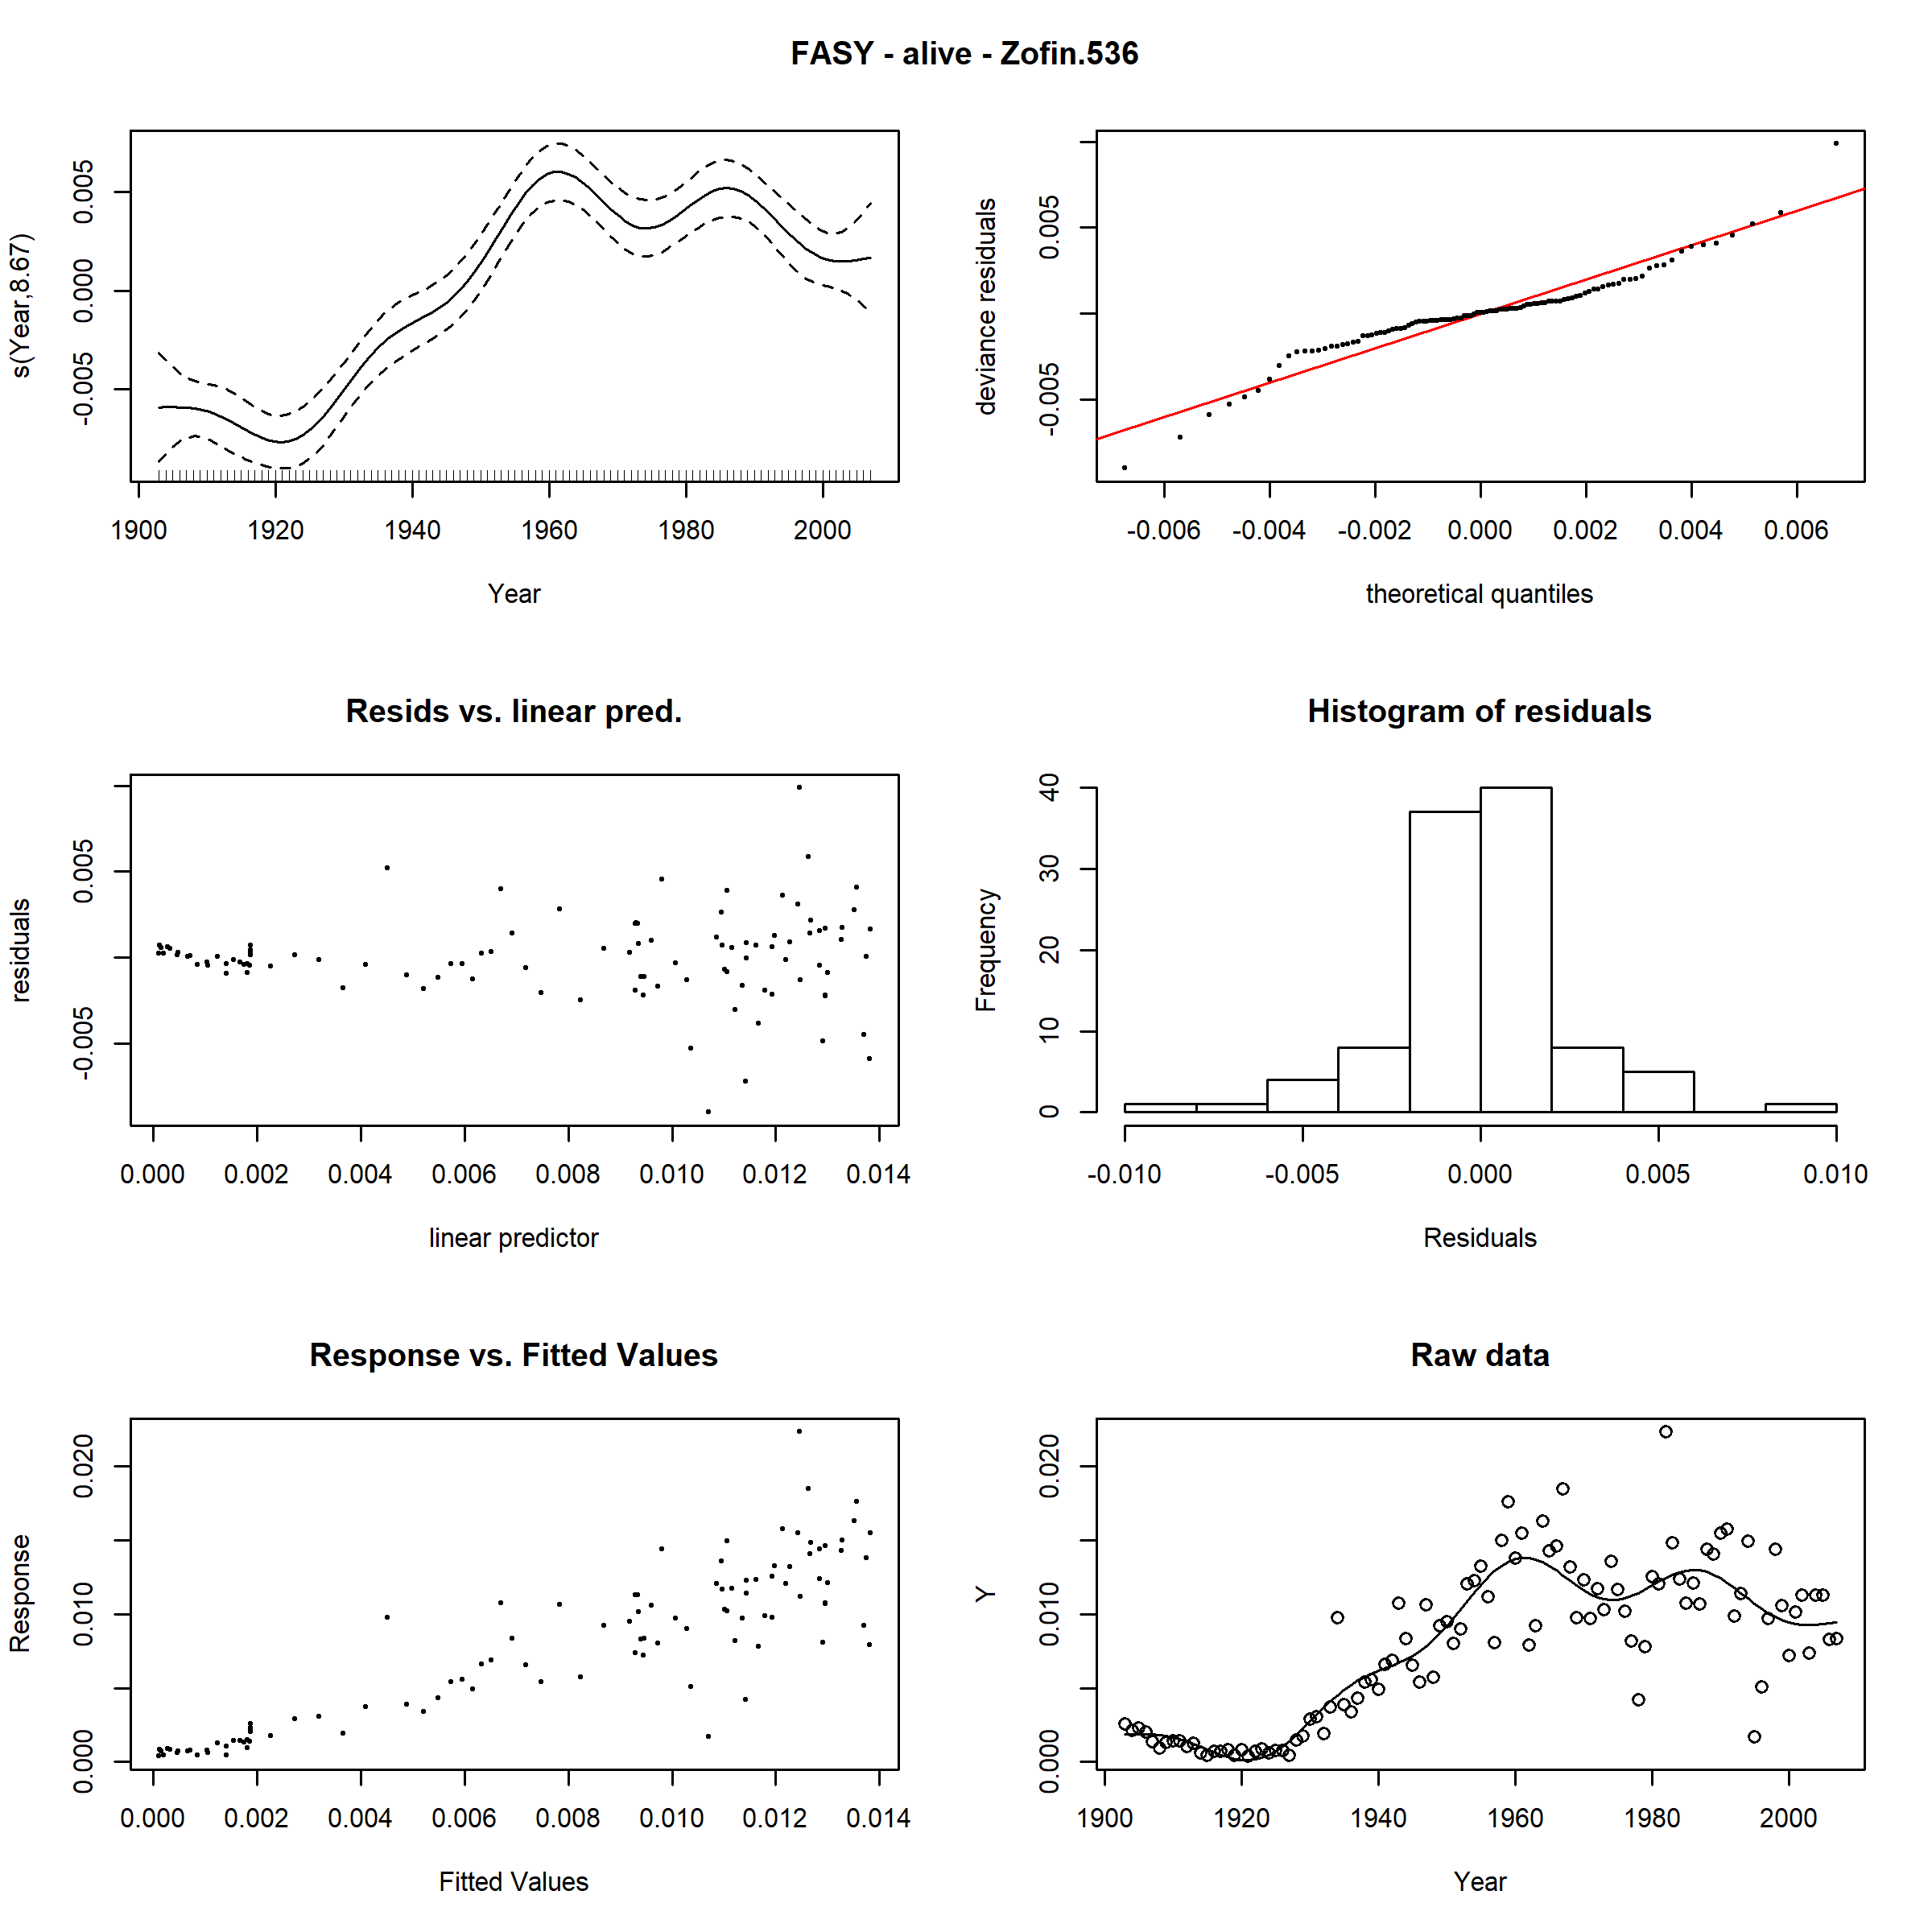 FASY - alive - Zofin.536
s(Year,8.67)
-0.005 0.000 0.005
1900 1920 1940 1960 1980 2000
Year
deviance residuals
-0.005 0.005
-0.006 -0.004 -0.002 0.000 0.002 0.004 0.006
theoretical quantiles
Resids vs. linear pred.
residuals
-0.005 0.005
0.000 0.002 0.004 0.006 0.008 0.010 0.012 0.014
linear predictor
Histogram of residuals
Frequency
0 10 20 30 40
-0.010 -0.005 0.000 0.005 0.010
Residuals
Response vs. Fitted Values
Response
0.000 0.010 0.020
0.000 0.002 0.004 0.006 0.008 0.010 0.012 0.014
Fitted Values
Raw data
Y
0.000 0.010 0.020
1900 1920 1940 1960 1980 2000
Year